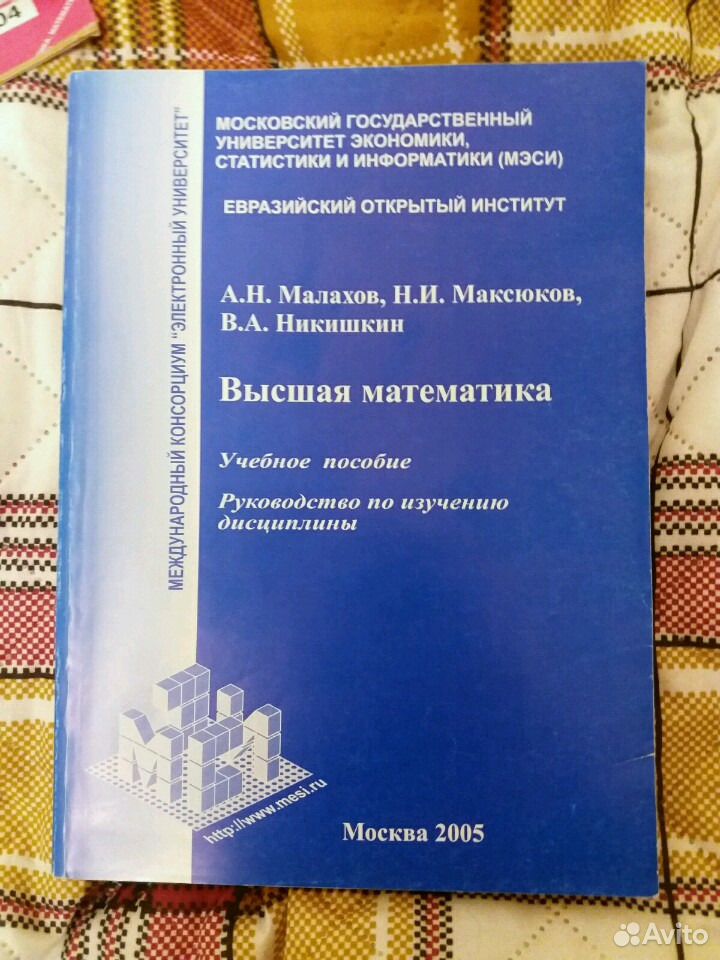 04
МОСКОВСКИЙ ГОСУДАРСТВЕННЫЙ
УНИВЕРСИТЕТ ЭКОНОМИКИ,
СТАТИСТИКИ И ИНФОРМАТИКИ (МЭСИ)
ЕВРАЗИЙСКИЙ ОТКРЫТЫЙ ИНСТИТУТ
МЕЖДУНАРОДНЫЙ КОНСОРЦИУМ "ЭЛЕКТРОННЫЙ УНИВЕРСИТЕТ"
А.Н. Малахов, Н.И. Максюков,
В.А. Никишкин
Высшая математика
Учебное пособие
Руководство по изучению
дисциплины
http://www.mesi.ru
Москва 2005
Avito